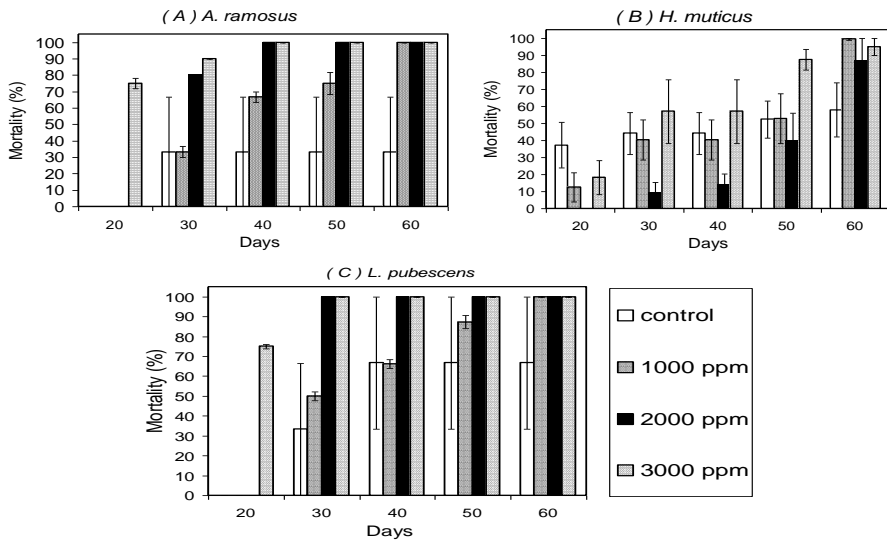 ( A ) A. ramosus
100
90
80
70
60
50
40
30
20
10
0
Mortality (%)
20 30 40 50 60
Days
( B ) H. muticus
100
90
80
70
60
50
40
30
20
10
0
Mortality (%)
20 30 40 50 60
Days
( C ) L. pubescens
100
90
80
70
60
50
40
30
20
10
0
Mortality (%)
20 30 40 50 60
Days
control
1000 ppm
2000 ppm
3000 ppm